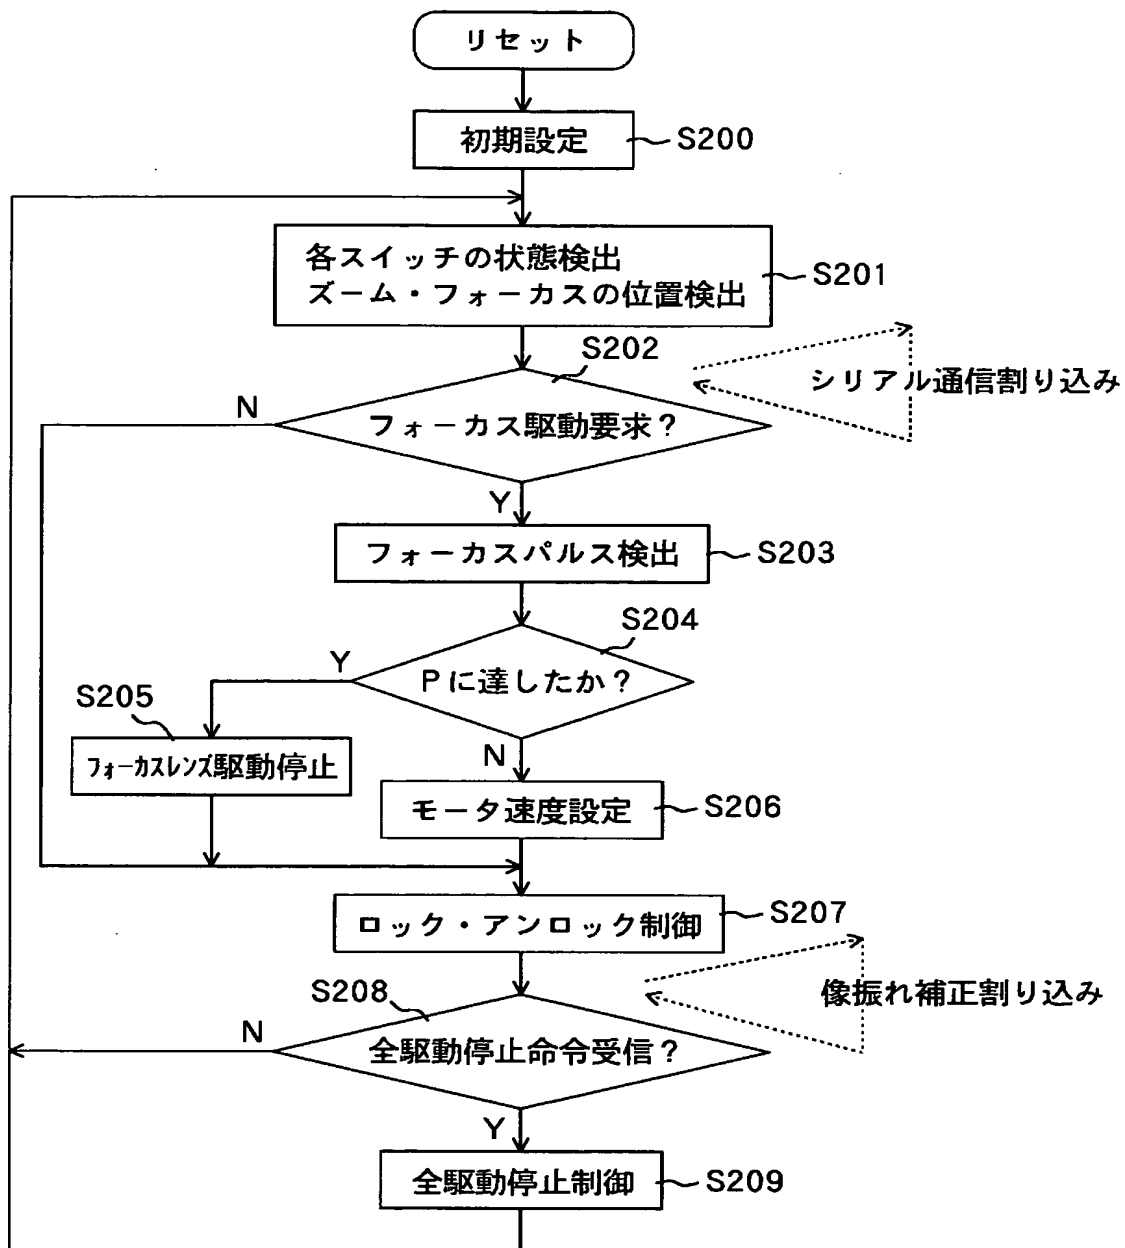 リセット
初期設定
S200
各スイッチの状態検出
ズーム・フォーカスの位置検出
S201
S202
シリアル通信割り込み
N
フォーカス駆動要求？
Y
フォーカスパルス検出
S203
S204
Y
Pに達したか？
S205
N
フォーカスレンズ駆動停止
モータ速度設定
S206
ロック・アンロック制御
S207
S208
像振れ補正割り込み
N
全駆動停止命令受信？
Y
全駆動停止制御
S209